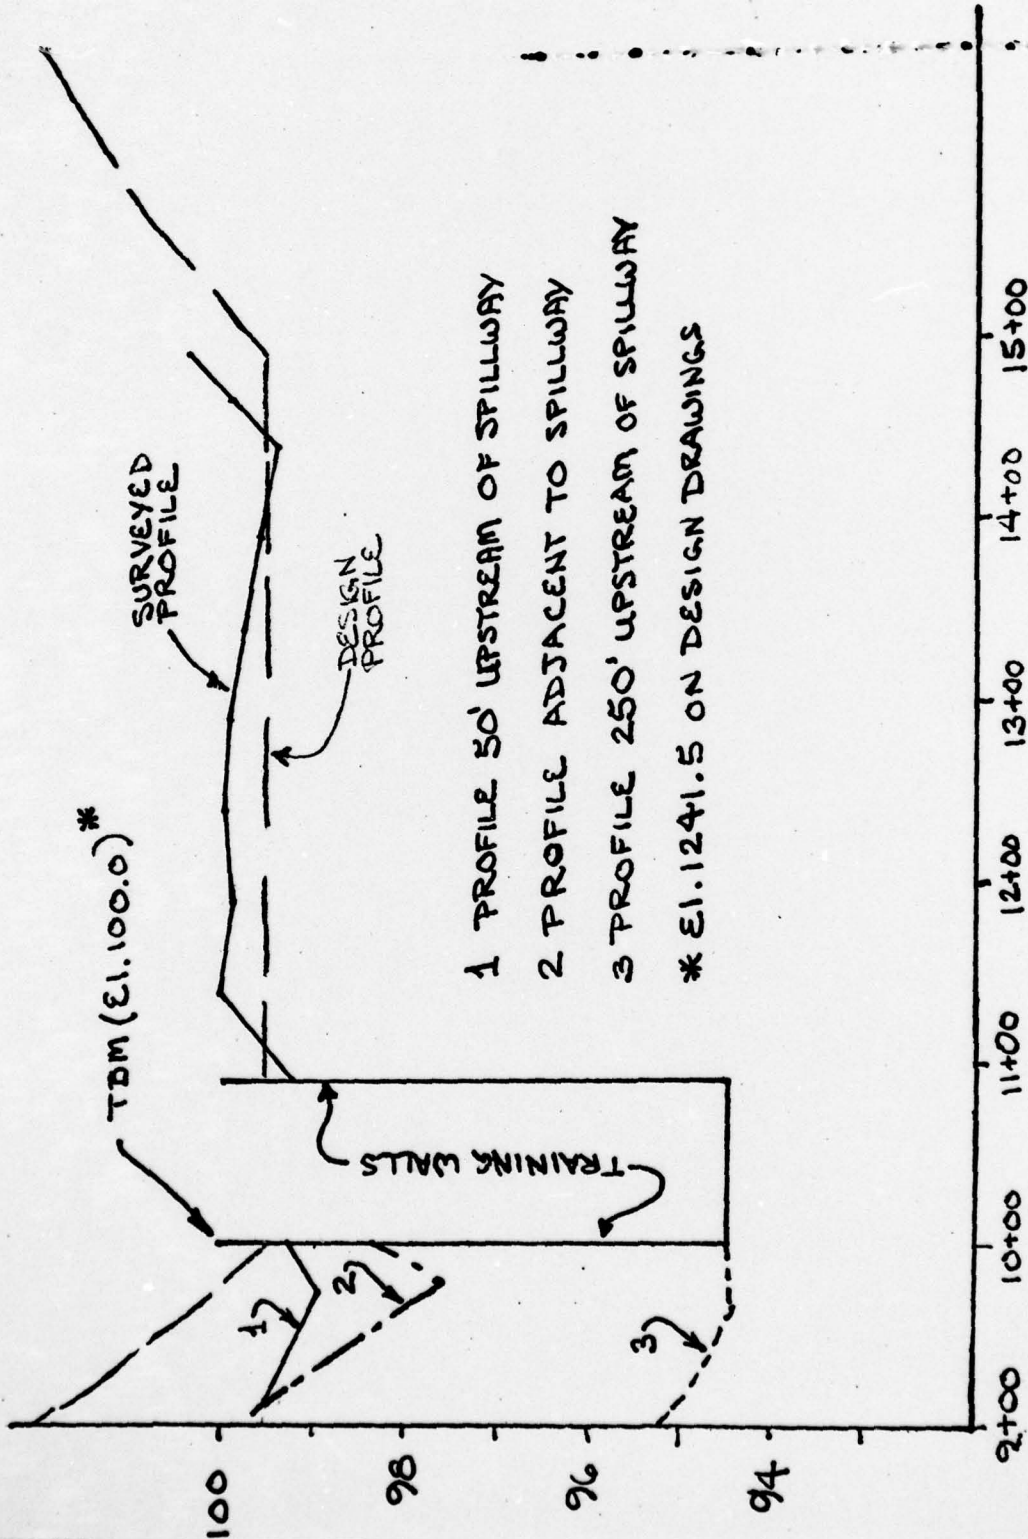 TBM (El. 100.0)*
SURVEYED
PROFILE
DESIGN
PROFILE
TRAINING WALLS
1
2
3
1 PROFILE 50' UPSTREAM OF SPILLWAY
2 PROFILE ADJACENT TO SPILLWAY
3 PROFILE 250' UPSTREAM OF SPILLWAY
* El. 1241.5 ON DESIGN DRAWINGS
100
98
96
94
9+00
10+00
11+00
12+00
13+00
14+00
15+00